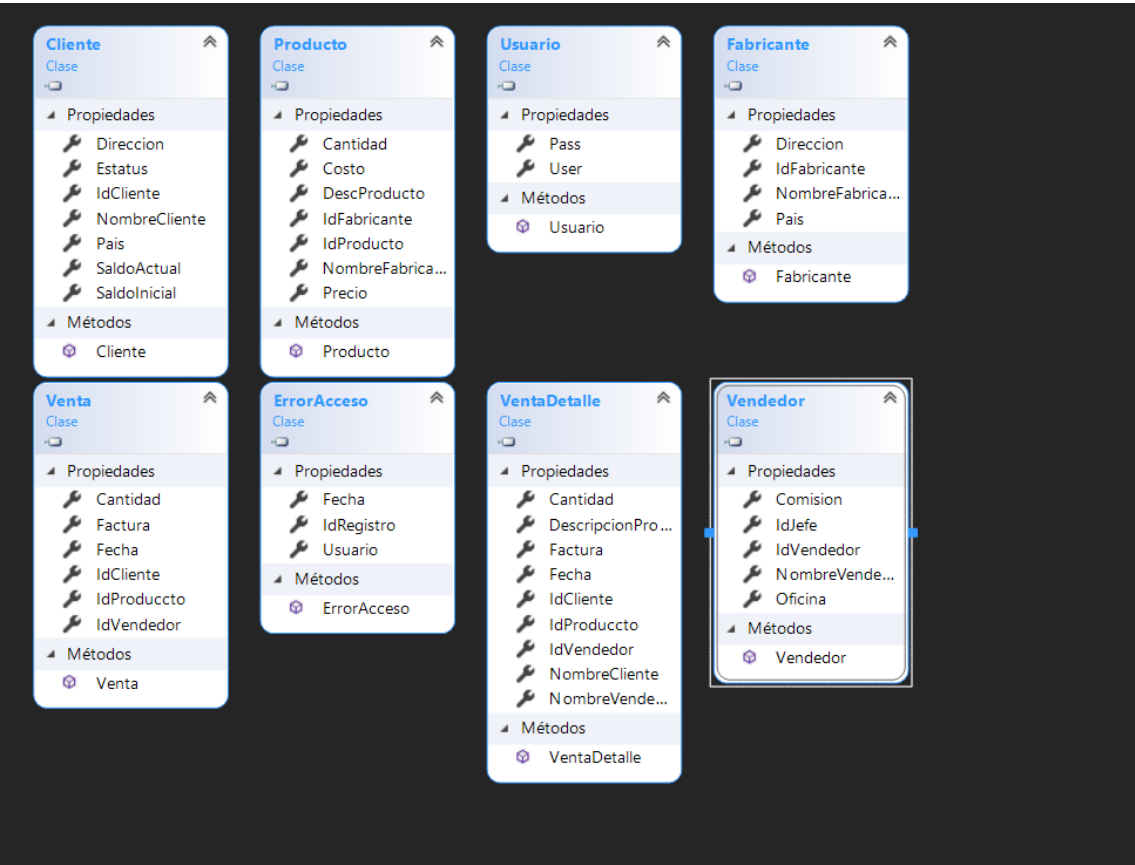 Cliente
Clase
Propiedades
Direccion
Estatus
IdCliente
NombreCliente
Pais
SaldoActual
SaldoInicial
Métodos
Cliente
Producto
Clase
Propiedades
Cantidad
Costo
DescProducto
IdFabricante
IdProducto
NombreFabrica...
Precio
Métodos
Producto
Usuario
Clase
Propiedades
Pass
User
Métodos
Usuario
Fabricante
Clase
Propiedades
Direccion
IdFabricante
NombreFabrica...
Pais
Métodos
Fabricante
Venta
Clase
Propiedades
Cantidad
Factura
Fecha
IdCliente
IdProduccto
IdVendedor
Métodos
Venta
ErrorAcceso
Clase
Propiedades
Fecha
IdRegistro
Usuario
Métodos
ErrorAcceso
VentaDetalle
Clase
Propiedades
Cantidad
DescripcionPro...
Factura
Fecha
IdCliente
IdProduccto
IdVendedor
NombreCliente
NombreVende...
Métodos
VentaDetalle
Vendedor
Clase
Propiedades
Comision
IdJefe
IdVendedor
NombreVende...
Oficina
Métodos
Vendedor